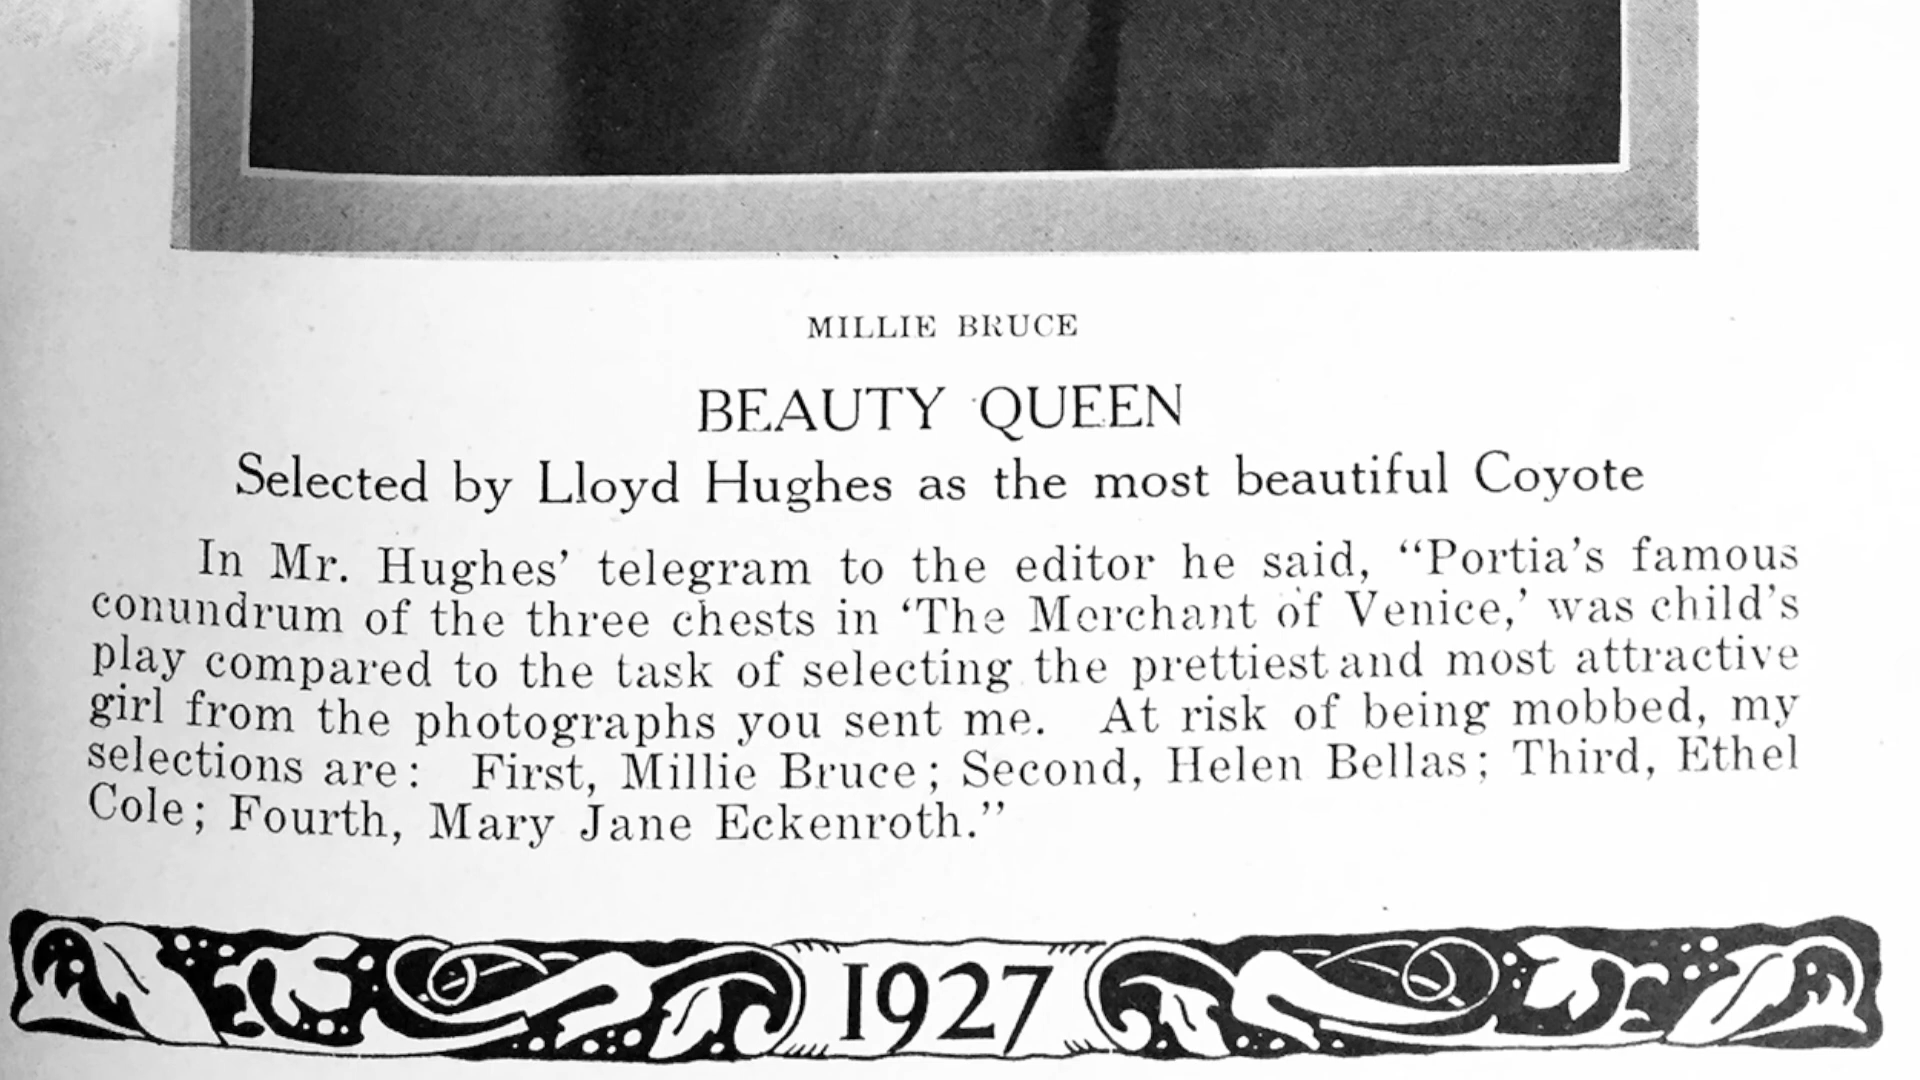 MILLIE BRUCE
BEAUTY QUEEN
Selected by Lloyd Hughes as the most beautiful Coyote
In Mr. Hughes’ telegram to the editor he said, “Portia’s famous
conundrum of the three chests in ‘The Merchant of Venice,’ was child’s
play compared to the task of selecting the prettiest and most attractive
girl from the photographs you sent me. At risk of being mobbed, my
selections are: First, Millie Bruce; Second, Helen Bellas; Third, Ethel
Cole; Fourth, Mary Jane Eckenroth.”
1927